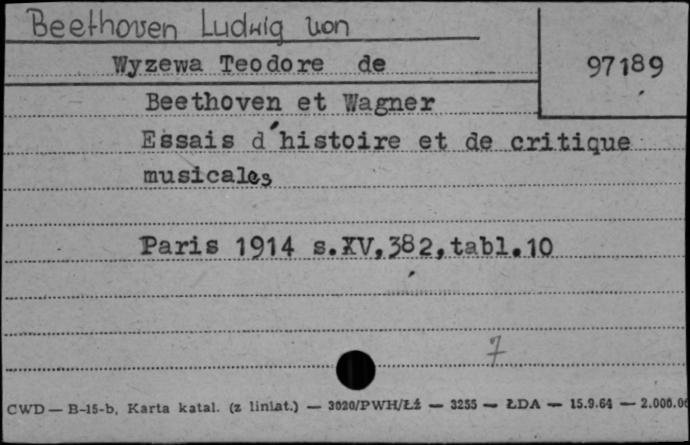 Beethoven Ludwig von
Wyzewa Teodore de
97189
Beethoven et Wagner
Essais d'histoire et de critique
musicales
Paris 1914 s.XV,382,tabl.10
7
CWD — B-15-b, Karta katal. (z liniat.) — 3020/PWH/Łź — 3255 — ŁDA — 15.9.64 — 2.000.00